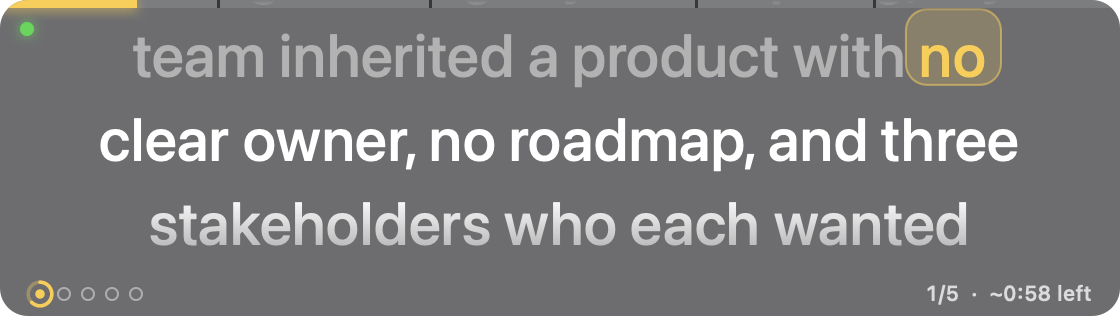 team inherited a product with no
clear owner, no roadmap, and three
stakeholders who each wanted
1/5 · ~0:58 left